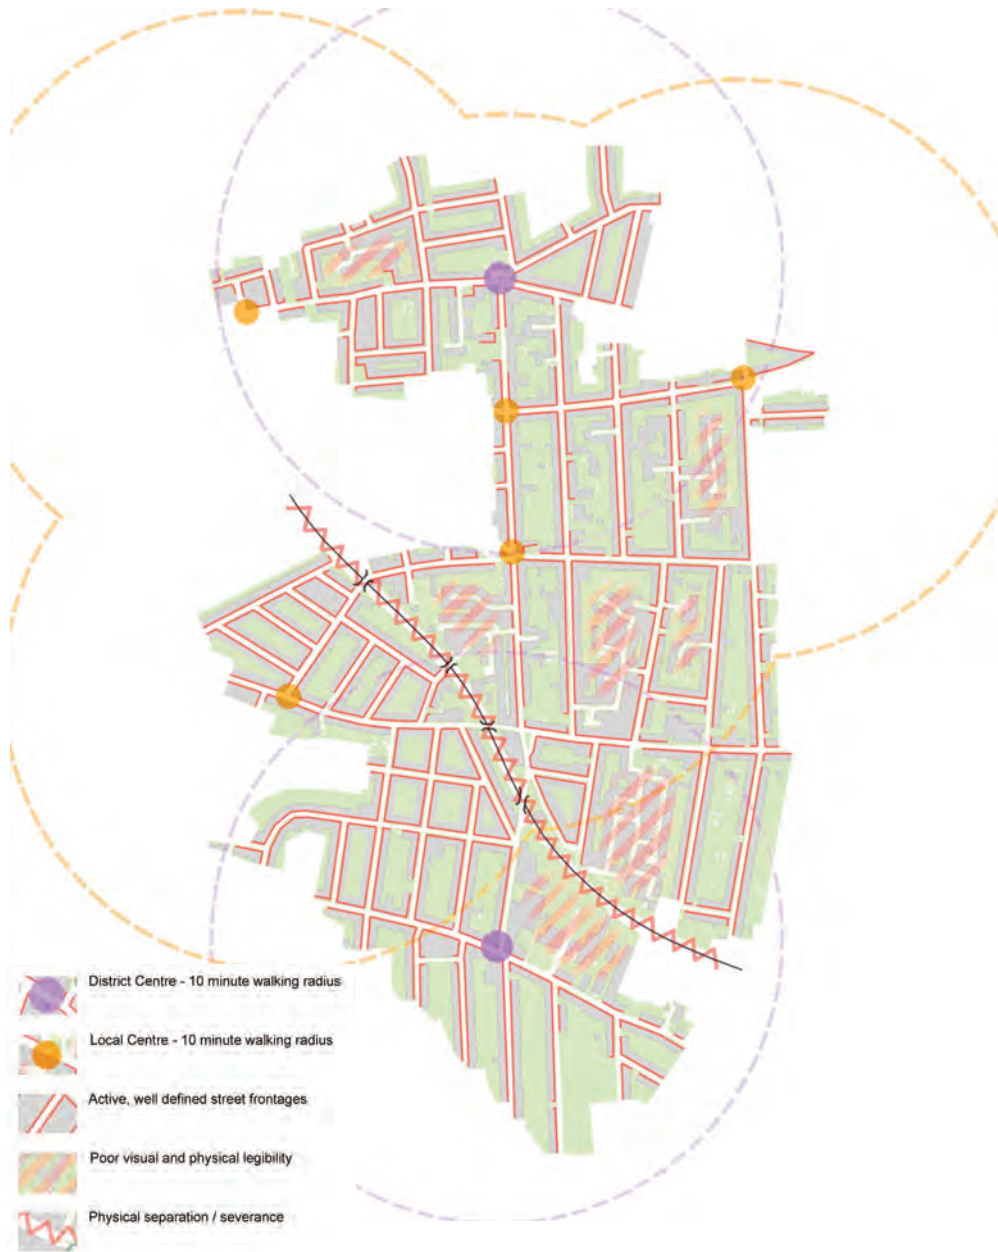 District Centre - 10 minute walking radius
Local Centre - 10 minute walking radius
Active, well defined street frontages
Poor visual and physical legibility
Physical separation / severance